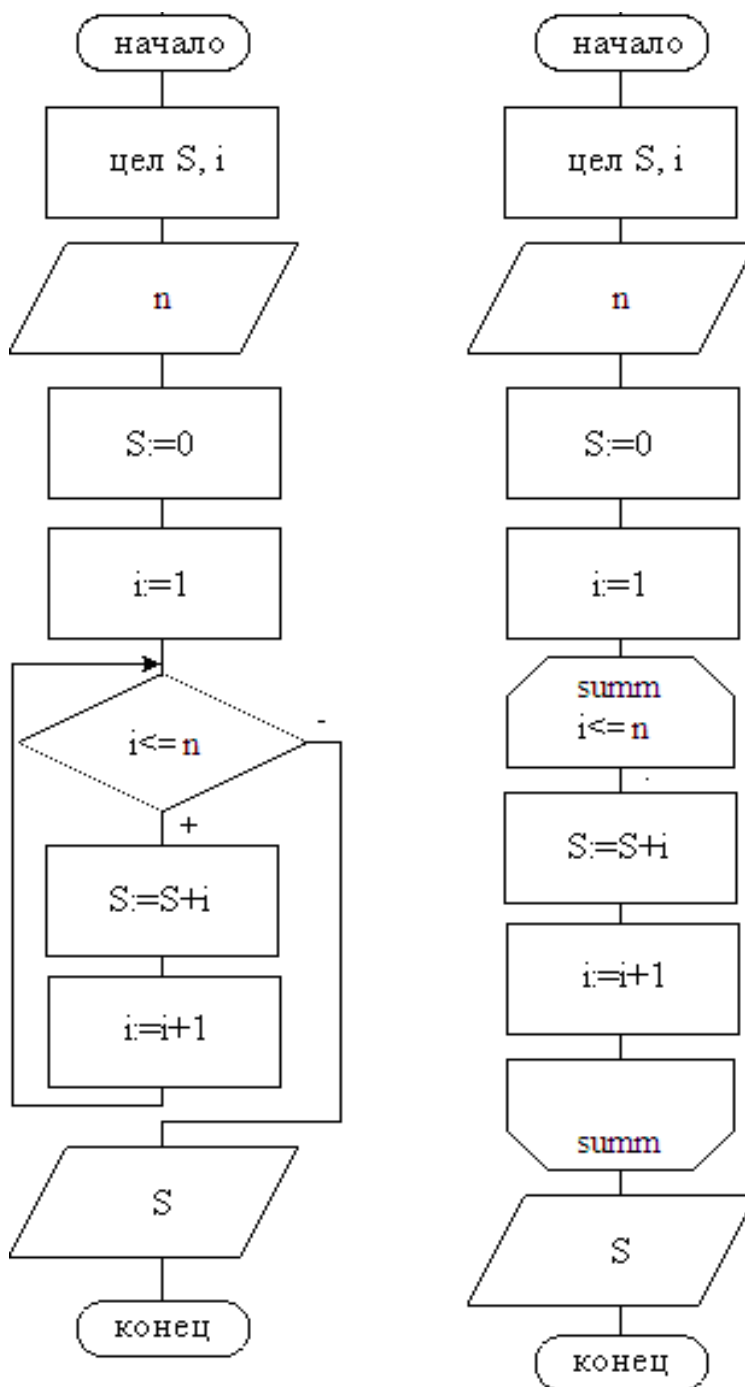 начало
цел S, i
n
S:=0
i:=1
i<= n
-
+
S:=S+i
i:=i+1
S
конец
начало
цел S, i
n
S:=0
i:=1
summ
i<= n
S:=S+i
i:=i+1
summ
S
конец